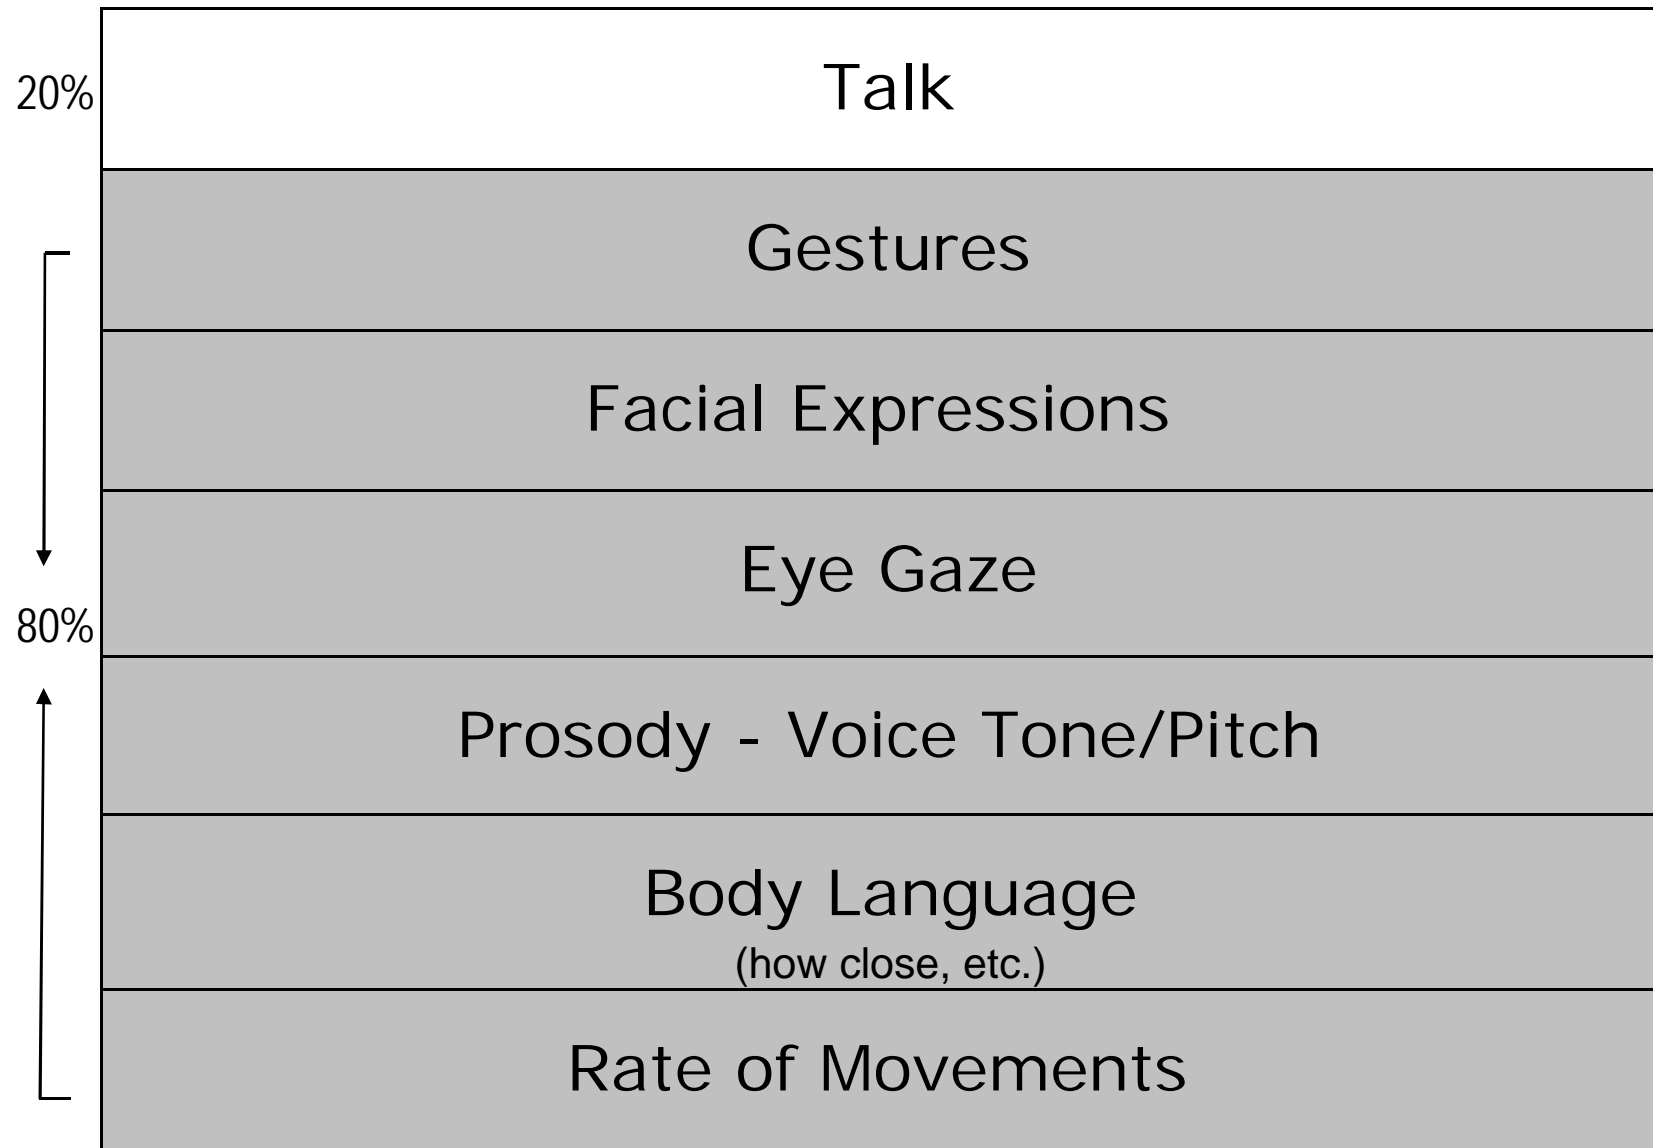 20%
Talk
Gestures
Facial Expressions
Eye Gaze
80%
Prosody - Voice Tone/Pitch
Body Language
(how close, etc.)
Rate of Movements